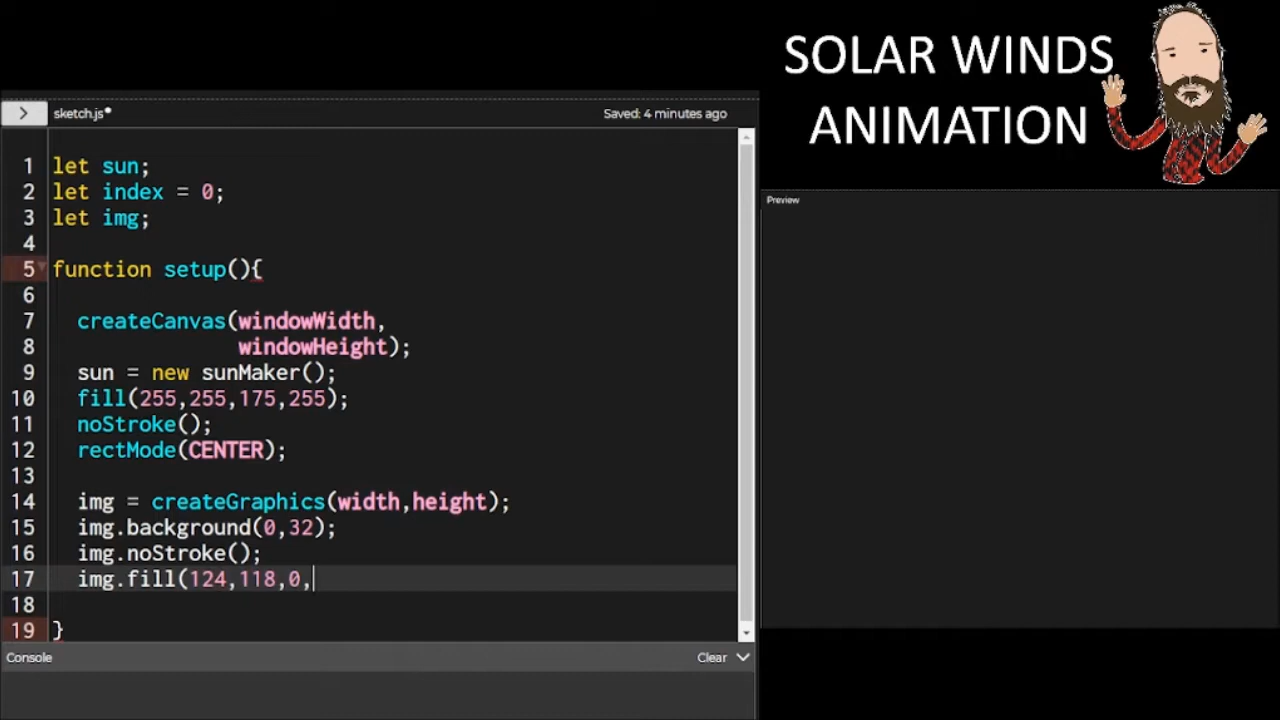 SOLAR WINDS
ANIMATION
sketch.js•
Saved: 4 minutes ago
Preview
1 let sun;
2 let index = 0;
3 let img;
4
5 function setup(){
6
7 createCanvas(windowWidth,
8 windowHeight);
9 sun = new sunMaker();
10 fill(255,255,175,255);
11 noStroke();
12 rectMode(CENTER);
13
14 img = createGraphics(width,height);
15 img.background(0,32);
16 img.noStroke();
17 img.fill(124,118,0,
18
19 }
Console
Clear